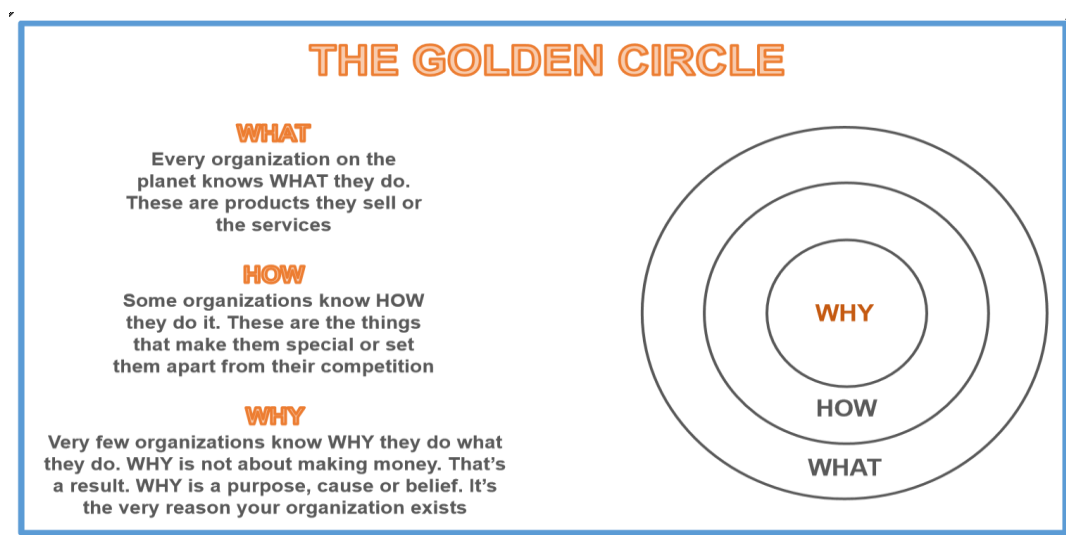 THE GOLDEN CIRCLE
WHAT
Every organization on the
planet knows WHAT they do.
These are products they sell or
the services
HOW
Some organizations know HOW
they do it. These are the things
that make them special or set
them apart from their competition
WHY
Very few organizations know WHY they do what
they do. WHY is not about making money. That’s
a result. WHY is a purpose, cause or belief. It’s
the very reason your organization exists
WHY
HOW
WHAT